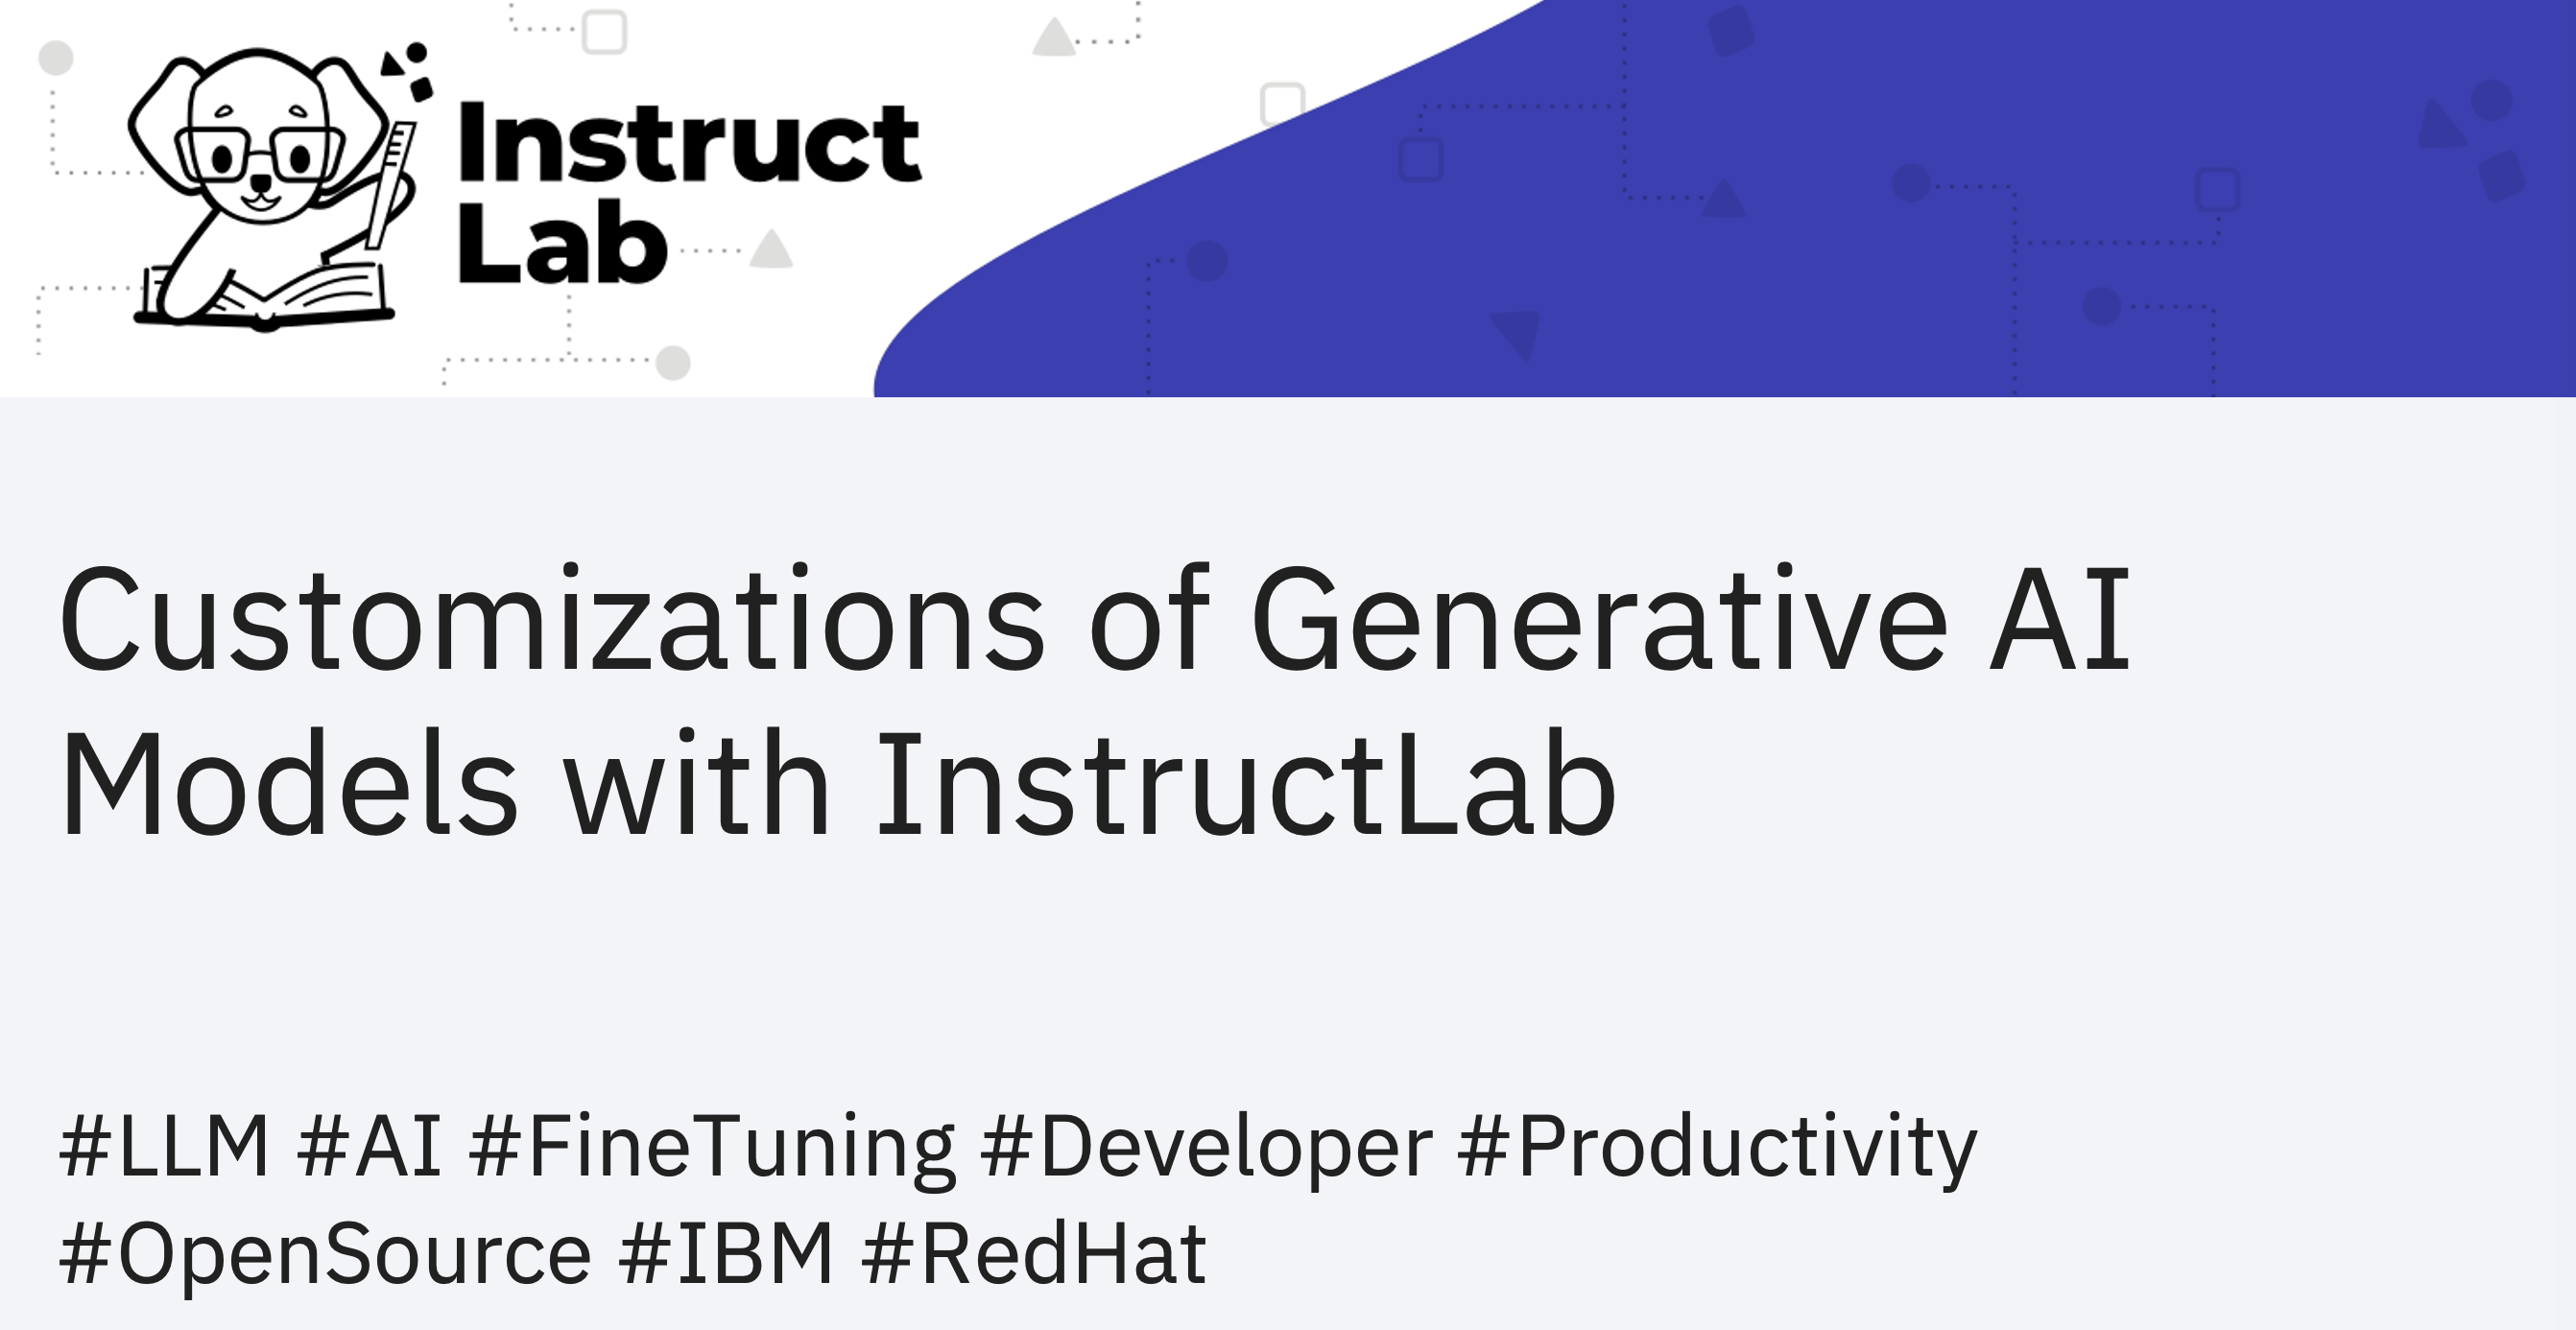 Instruct
Lab
Customizations of Generative AI
Models with InstructLab
#LLM #AI #FineTuning #Developer #Productivity
#OpenSource #IBM #RedHat